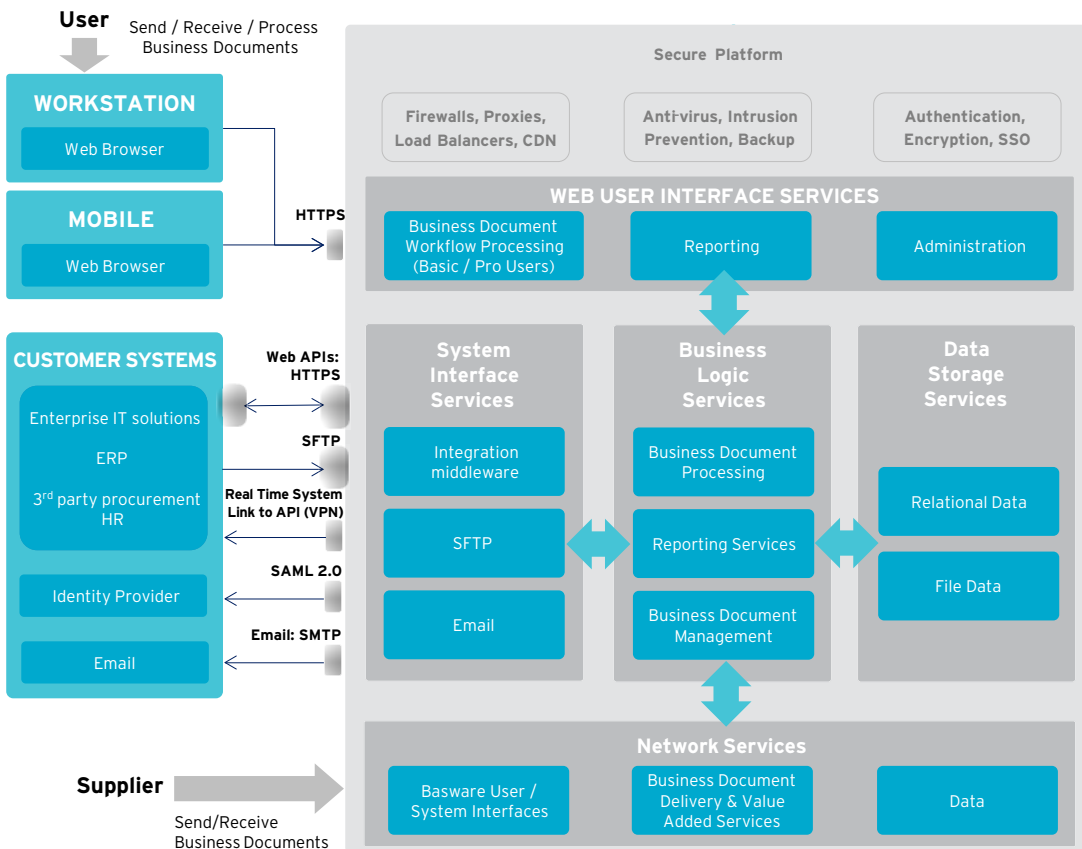 User
Send / Receive / Process
Business Documents
WORKSTATION
Web Browser
MOBILE
Web Browser
HTTPS
CUSTOMER SYSTEMS
Enterprise IT solutions
ERP
3rd party procurement
HR
Identity Provider
Email
Web APIs:
HTTPS
SFTP
Real Time System
Link to API (VPN)
SAML 2.0
Email: SMTP
Supplier
Send/Receive
Business Documents
Secure Platform
Firewalls, Proxies,
Load Balancers, CDN
Anti-virus, Intrusion
Prevention, Backup
Authentication,
Encryption, SSO
WEB USER INTERFACE SERVICES
Business Document
Workflow Processing
(Basic / Pro Users)
Reporting
Administration
System
Interface
Services
Integration
middleware
SFTP
Email
Business
Logic
Services
Business Document
Processing
Reporting Services
Business Document
Management
Data
Storage
Services
Relational Data
File Data
Network Services
Basware User /
System Interfaces
Business Document
Delivery & Value
Added Services
Data